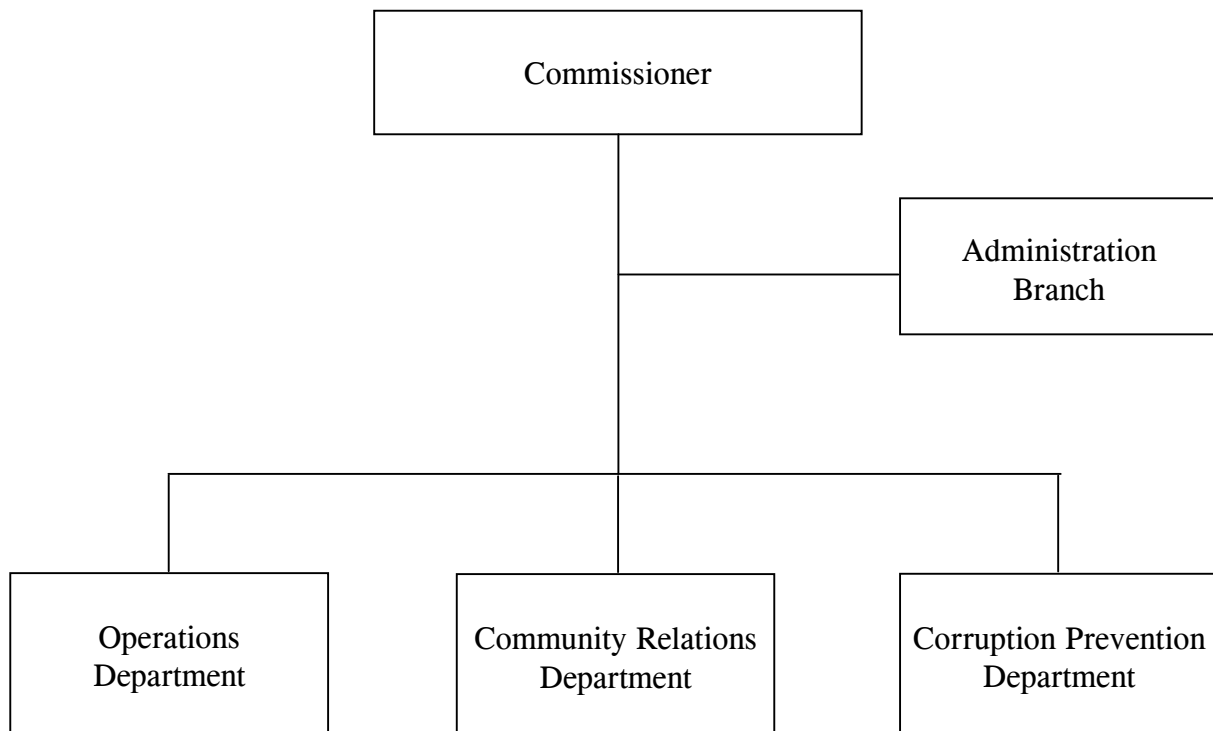 Commissioner
Administration
Branch
Operations
Department
Community Relations
Department
Corruption Prevention
Department